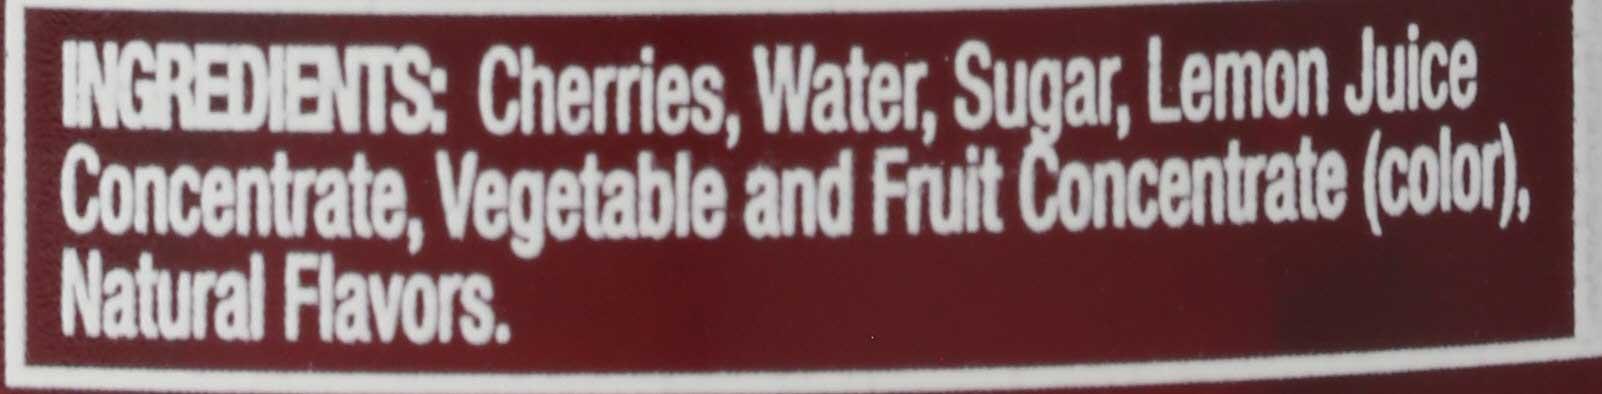 INGREDIENTS: Cherries, Water, Sugar, Lemon Juice
Concentrate, Vegetable and Fruit Concentrate (color),
Natural Flavors.